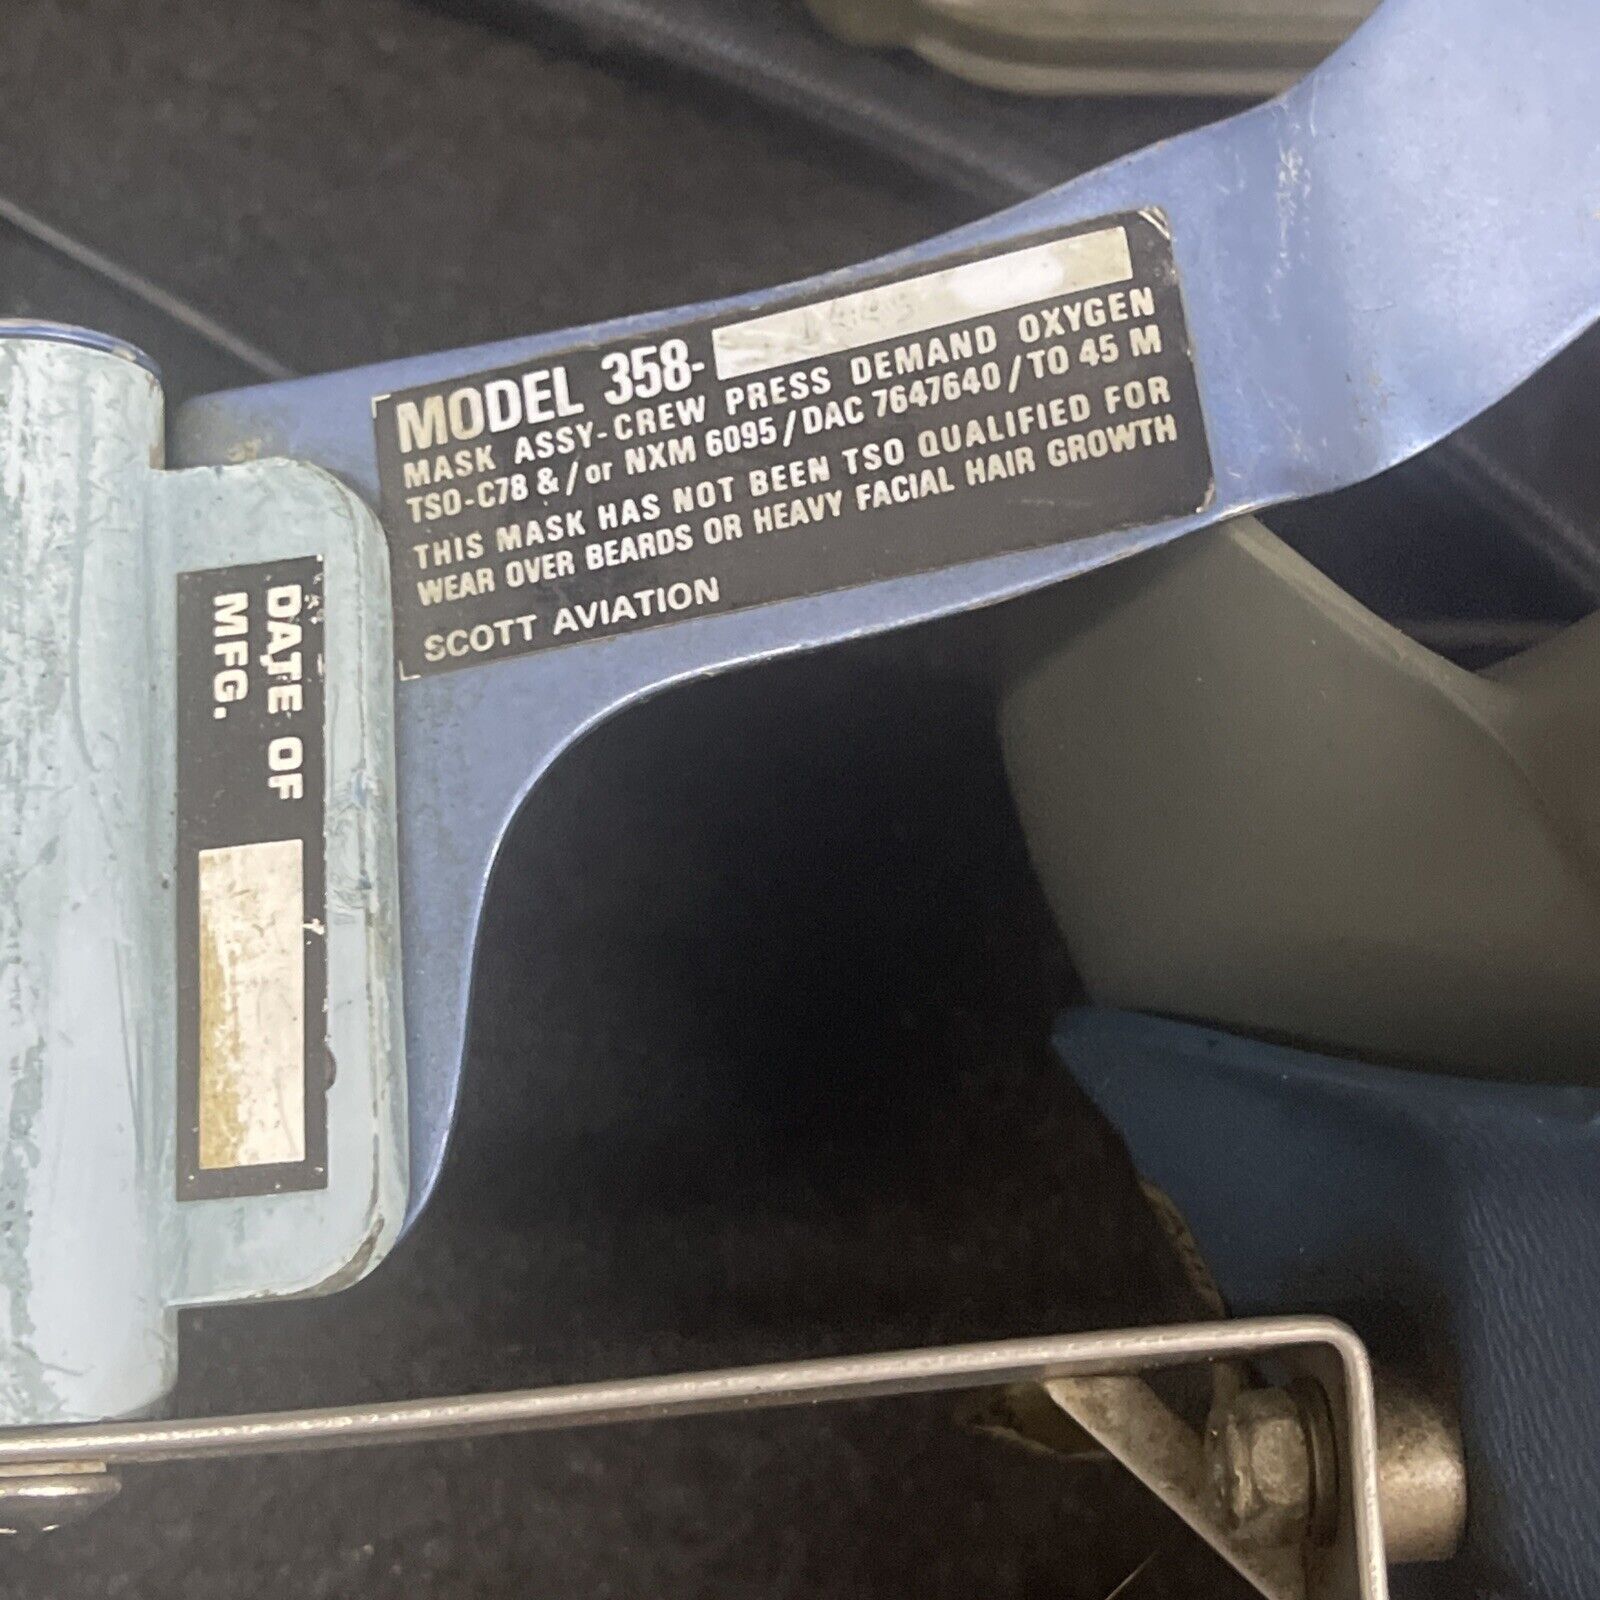 MODEL 358-
MASK ASSY-CREW PRESS DEMAND OXYGEN
TSO-C78 &/or NXM 6095/DAC 7647640/TO 45 M
THIS MASK HAS NOT BEEN TSO QUALIFIED FOR
WEAR OVER BEARDS OR HEAVY FACIAL HAIR GROWTH
SCOTT AVIATION
DATE OF
MFG.